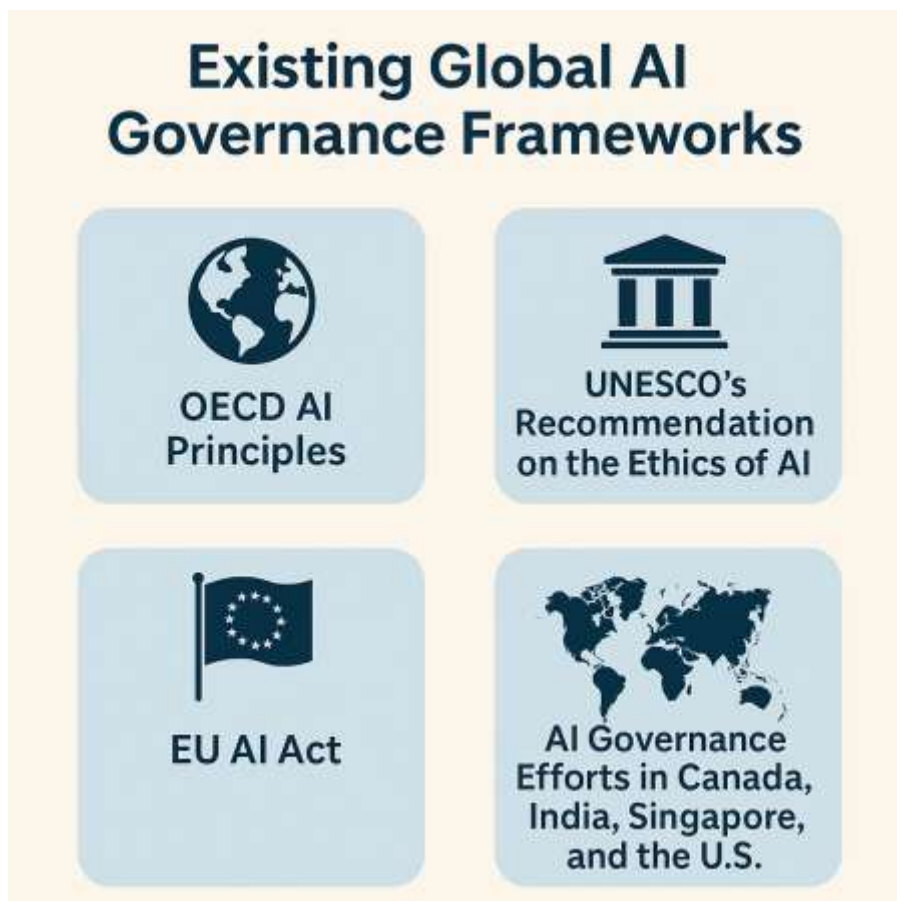 Existing Global AI
Governance Frameworks
OECD AI
Principles
UNESCO’s
Recommendation
on the Ethics of AI
EU AI Act
AI Governance
Efforts in Canada,
India, Singapore,
and the U.S.